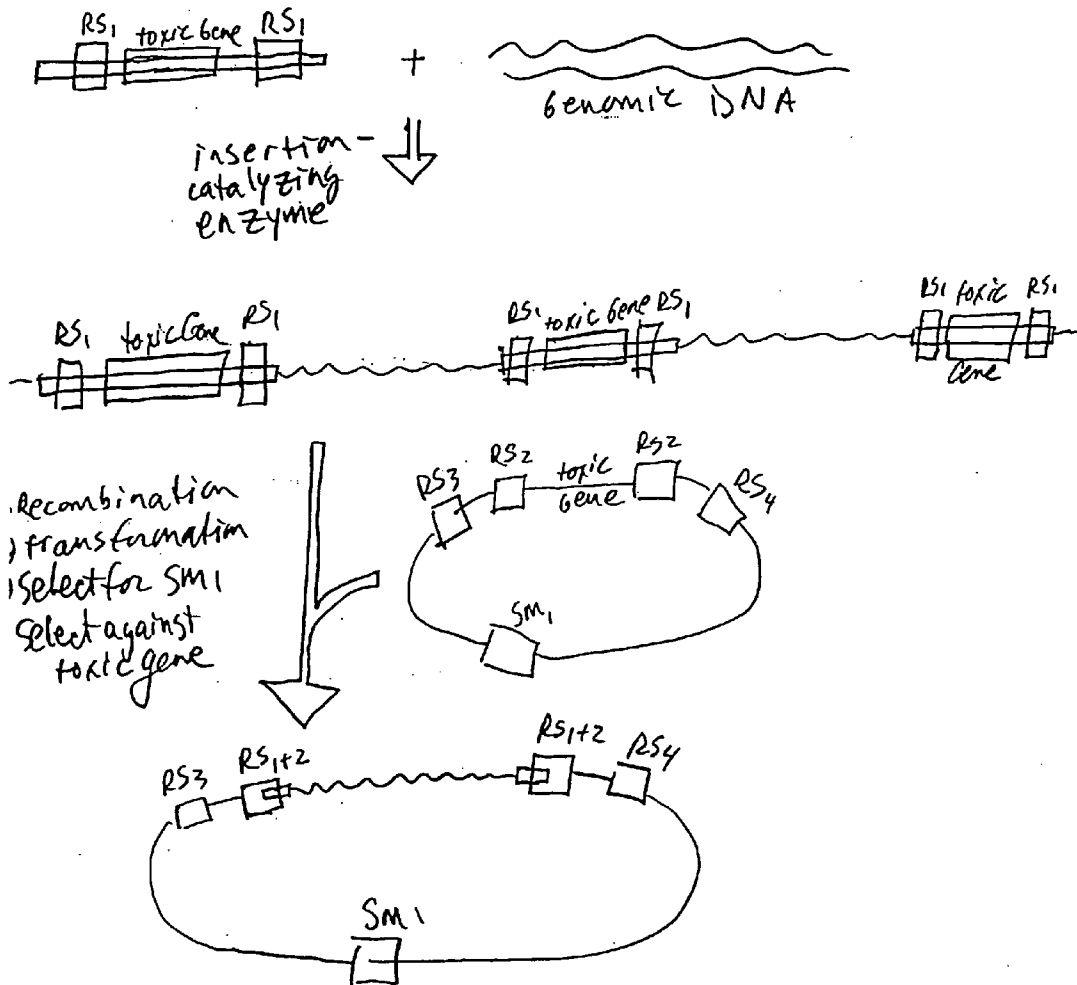 RS1 toxic Gene RS1
+
Genomic DNA
insertion-
catalyzing
enzyme
RS1 toxic Gene RS1
RS1 toxic Gene RS1
RS1 toxic RS1
Gene
Recombination
transformation
select for SM1
select against
toxic gene
RS3 RS2 toxic RS2 RS4
Gene
SM1
RS3 RS1+2 RS1+2 RS4
SM1